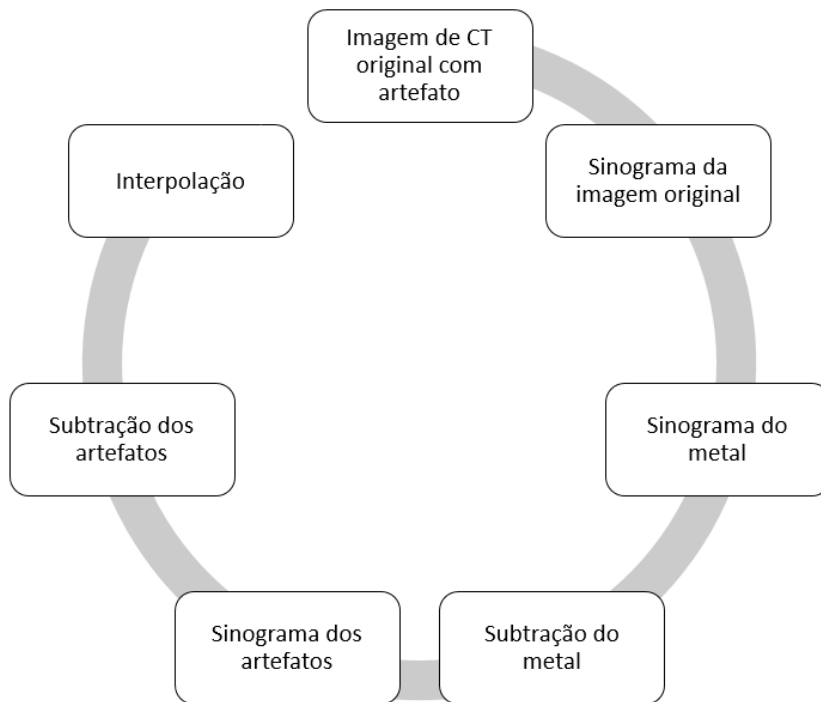 Imagem de CT
original com
artefato
Sinograma da
imagem original
Sinograma do
metal
Subtração do
metal
Sinograma dos
artefatos
Subtração dos
artefatos
Interpolação